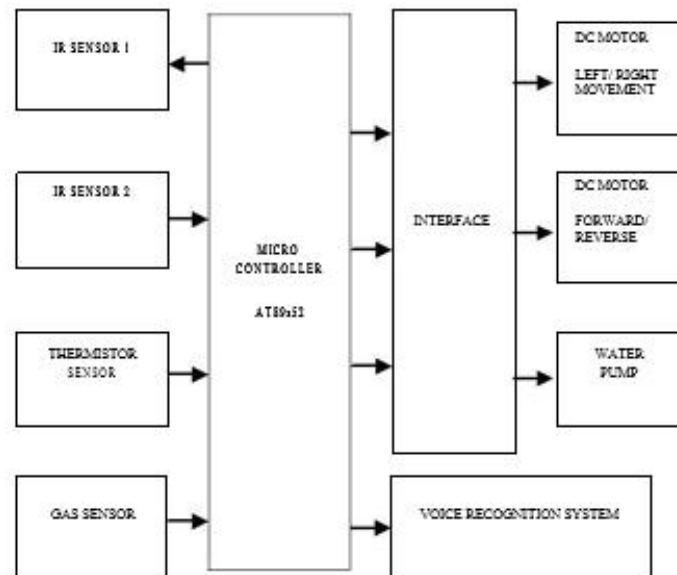 IR SENSOR 1
IR SENSOR 2
THERMISTOR
SENSOR
GAS SENSOR
MICRO
CONTROLLER
AT89s52
INTERFACE
DC MOTOR
LEFT/ RIGHT
MOVEMENT
DC MOTOR
FORWARD/
REVERSE
WATER
PUMP
VOICE RECOGNITION SYSTEM